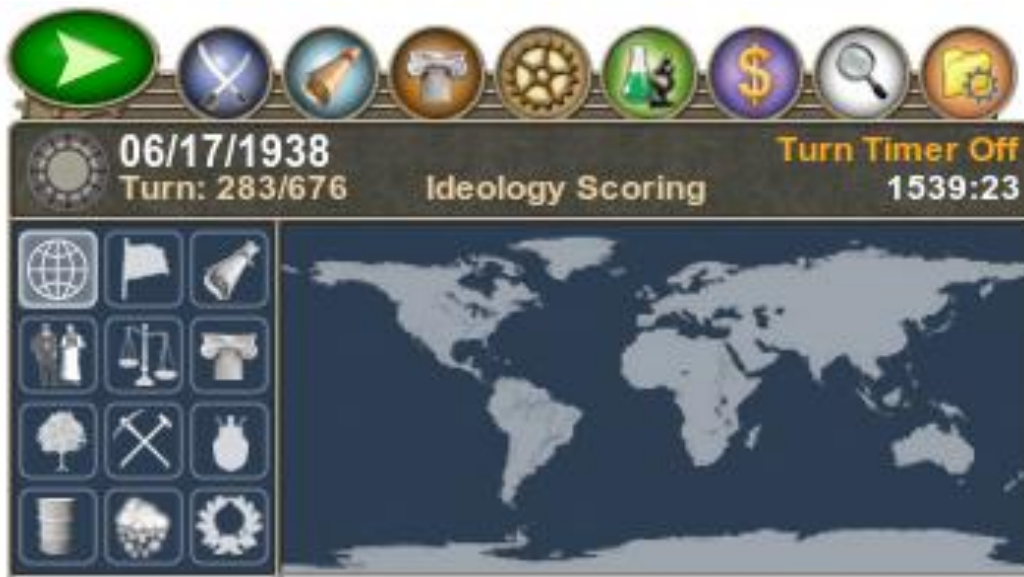 06/17/1938
Turn Timer Off
Turn: 283/676
Ideology Scoring
1539:23